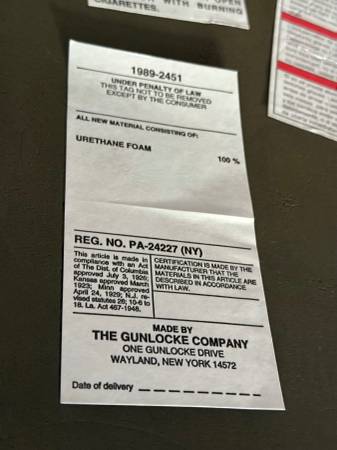 OPEN
WITH BURNING
CIGARETTES.
1989-2451
UNDER PENALTY OF LAW
THIS TAG NOT TO BE REMOVED
EXCEPT BY THE CONSUMER
ALL NEW MATERIAL CONSISTING OF:
URETHANE FOAM
100 %
REG. NO. PA-24227 (NY)
This article is made in
compliance with an Act
of The Dist. of Columbia
approved July 3, 1926;
Kansas approved March
1923; Minn approved
April 24, 1929; N.J. re-
vised statutes 26; 10-6 to
18. La. Act 467-1948.
CERTIFICATION IS MADE BY THE
MANUFACTURER THAT THE
MATERIALS IN THIS ARTICLE ARE
DESCRIBED IN ACCORDANCE
WITH LAW.
MADE BY
THE GUNLOCKE COMPANY
ONE GUNLOCKE DRIVE
WAYLAND, NEW YORK 14572
Date of delivery